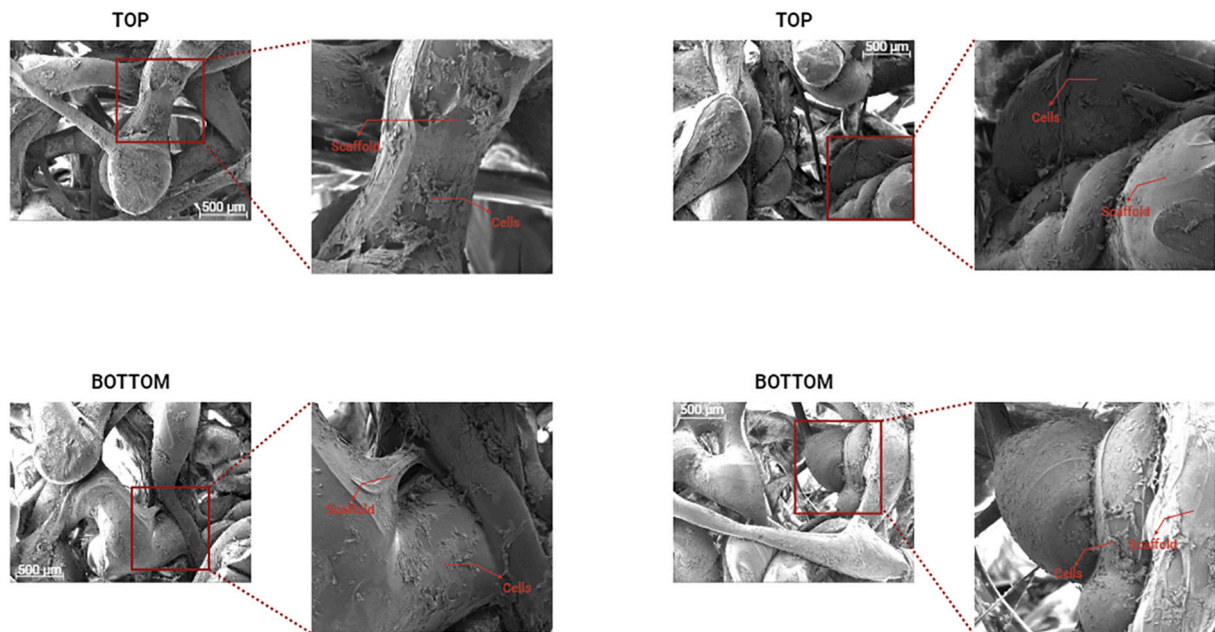 TOP
500 µm
Scaffold
Cells
TOP
500 µm
Cells
Scaffold
BOTTOM
500 µm
Scaffold
Cells
BOTTOM
500 µm
Scaffold
Cells